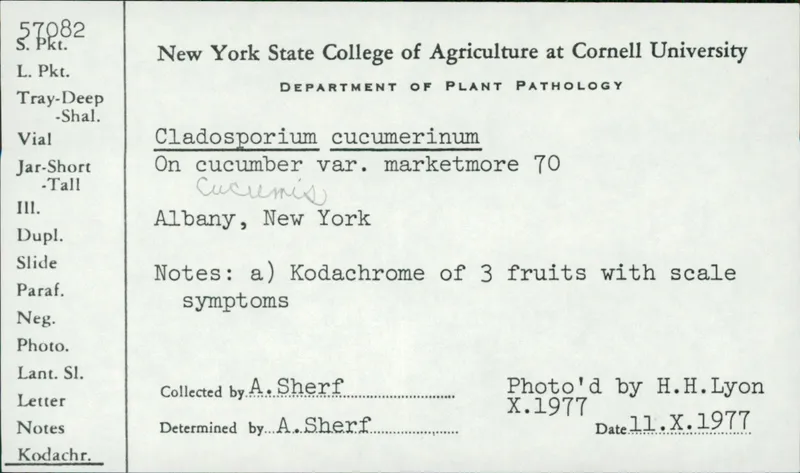 57082
S. Pkt.
L. Pkt.
Tray-Deep
-Shal.
Vial
Jar-Short
-Tall
Ill.
Dupl.
Slide
Paraf.
Neg.
Photo.
Lant. Sl.
Letter
Notes
Kodachr.
New York State College of Agriculture at Cornell University
DEPARTMENT OF PLANT PATHOLOGY
Cladosporium cucumerinum
On cucumber var. marketmore 70
Cucumis
Albany, New York
Notes: a) Kodachrome of 3 fruits with scale
symptoms
Collected by A.Sherf
Determined by A.Sherf
Photo'd by H.H.Lyon
X.1977
Date 11.X.1977